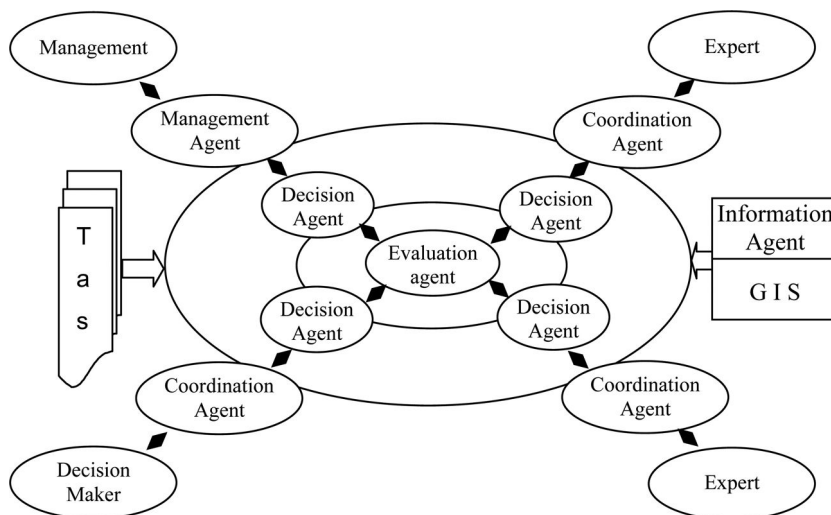 Management
Expert
Management
Agent
Coordination
Agent
Decision
Agent
Decision
Agent
T
a
s
Evaluation
agent
Information
Agent
G I S
Decision
Agent
Decision
Agent
Coordination
Agent
Coordination
Agent
Decision
Maker
Expert